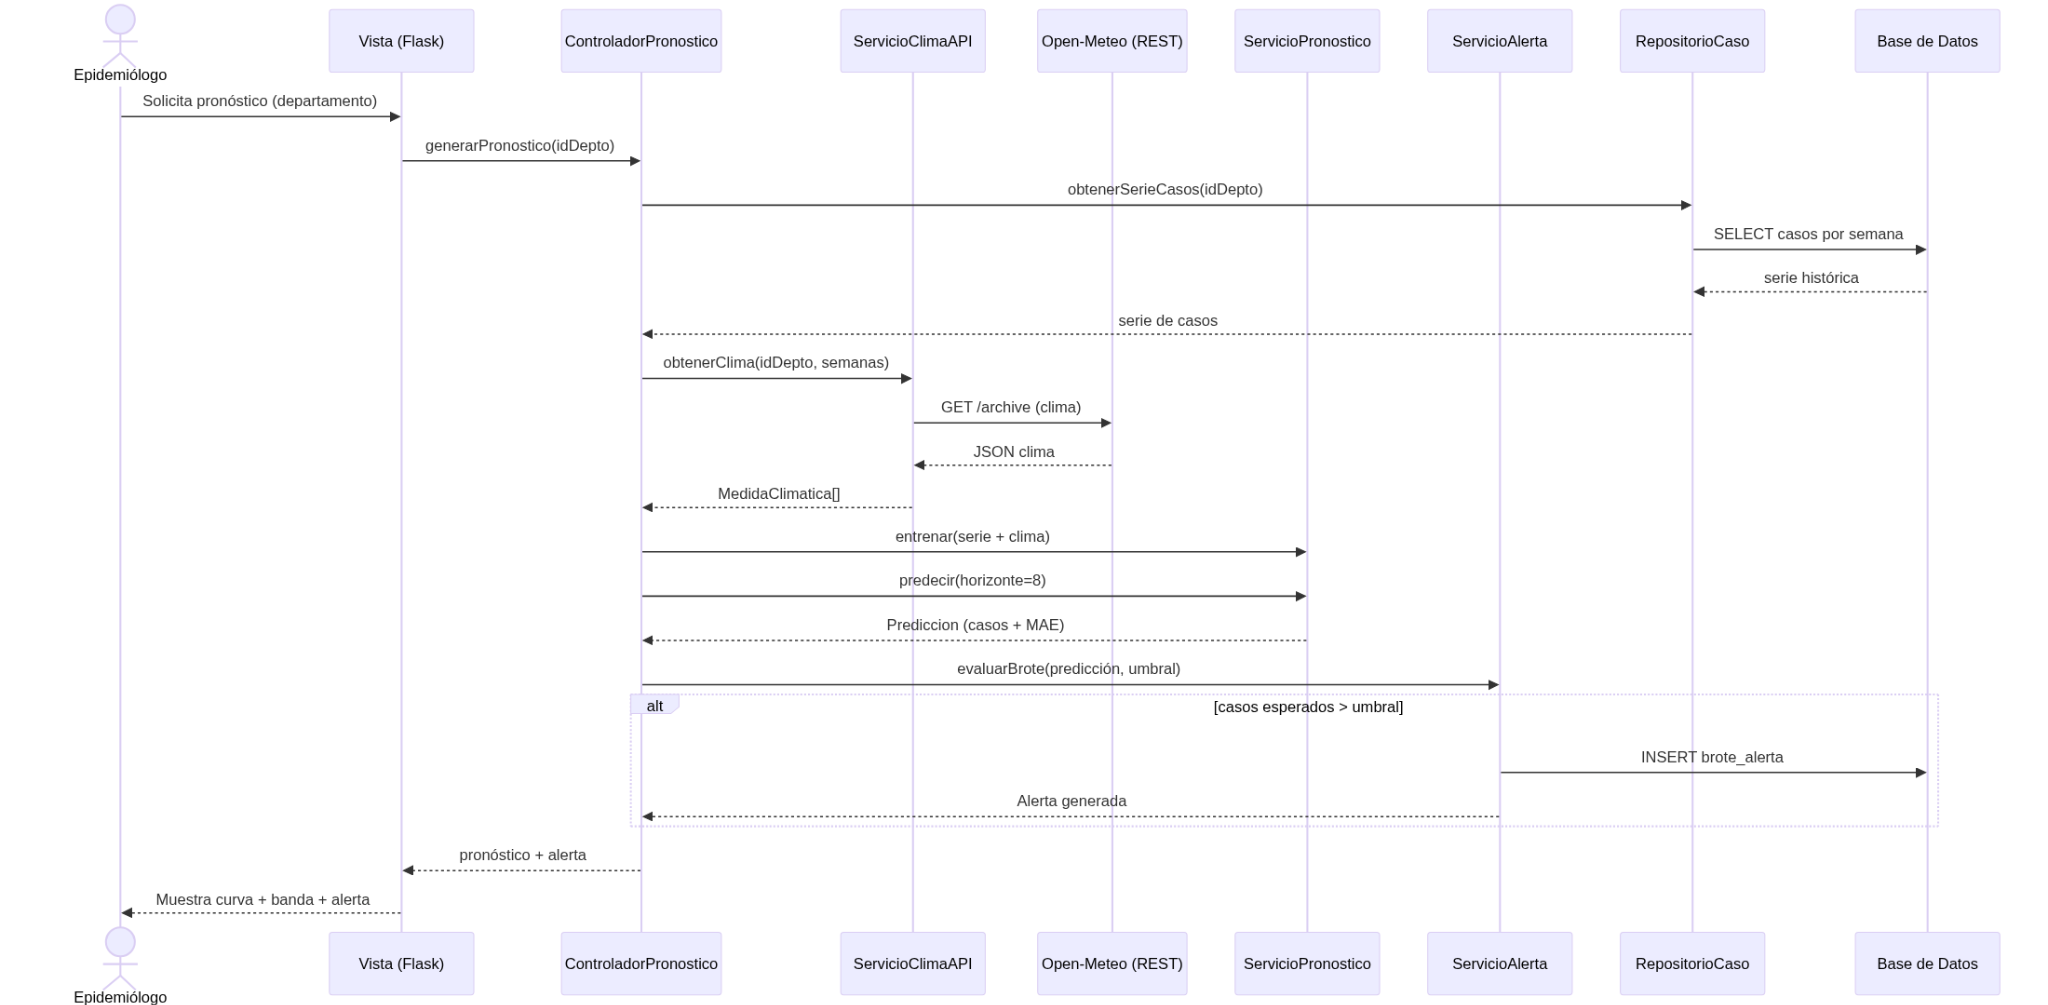 Epidemiólogo
Vista (Flask)
ControladorPronostico
ServicioClimaAPI
Open-Meteo (REST)
ServicioPronostico
ServicioAlerta
RepositorioCaso
Base de Datos
Solicita pronóstico (departamento)
generarPronostico(idDepto)
obtenerSerieCasos(idDepto)
SELECT casos por semana
serie histórica
serie de casos
obtenerClima(idDepto, semanas)
GET /archive (clima)
JSON clima
MedidaClimatica[]
entrenar(serie + clima)
predecir(horizonte=8)
Prediccion (casos + MAE)
evaluarBrote(predicción, umbral)
alt
[casos esperados > umbral]
INSERT brote_alerta
Alerta generada
pronóstico + alerta
Muestra curva + banda + alerta
Epidemiólogo
Vista (Flask)
ControladorPronostico
ServicioClimaAPI
Open-Meteo (REST)
ServicioPronostico
ServicioAlerta
RepositorioCaso
Base de Datos